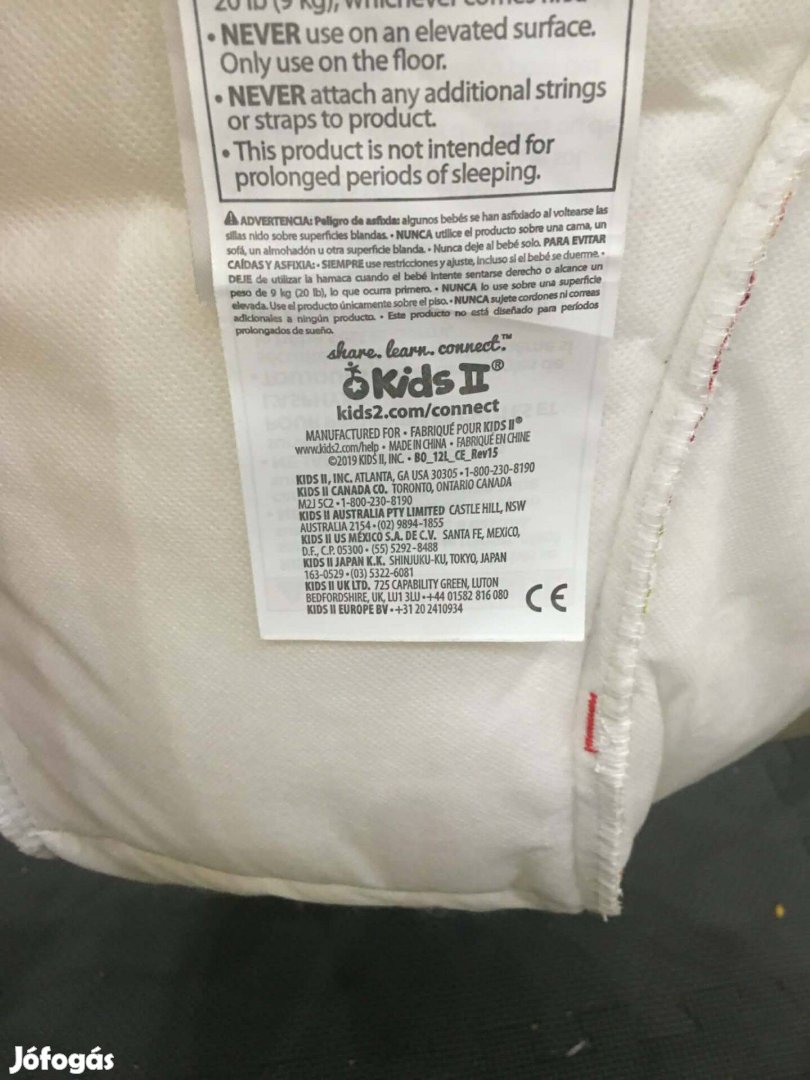 20 lb (9 kg), whichever comes first
• NEVER use on an elevated surface.
Only use on the floor.
• NEVER attach any additional strings
or straps to product.
• This product is not intended for
prolonged periods of sleeping.
⚠ ADVERTENCIA: Peligro de asfixia: algunos bebés se han asfixiado al voltearse las
sillas nido sobre superficies blandas. • NUNCA utilice el producto sobre una cama, un
sofá, un almohadón u otra superficie blanda. • Nunca deje al bebé solo. PARA EVITAR
CAÍDAS Y ASFIXIA: • SIEMPRE use restricciones y ajuste, incluso si el bebé se duerme. •
DEJE de utilizar la hamaca cuando el bebé intente sentarse derecho o alcance un
peso de 9 kg (20 lb), lo que ocurra primero. • NUNCA lo use sobre una superficie
elevada. Use el producto únicamente sobre el piso. • NUNCA sujete cordones ni correas
adicionales a ningún producto. • Este producto no está diseñado para períodos
prolongados de sueño.
share. learn. connect.™
Kids II®
kids2.com/connect
MANUFACTURED FOR • FABRIQUÉ POUR KIDS II®
www.kids2.com/help • MADE IN CHINA • FABRIQUÉ EN CHINE
©2019 KIDS II, INC. • BO_12L_CE_Rev15
KIDS II, INC. ATLANTA, GA USA 30305 • 1-800-230-8190
KIDS II CANADA CO. TORONTO, ONTARIO CANADA
M2J 5C2 • 1-800-230-8190
KIDS II AUSTRALIA PTY LIMITED CASTLE HILL, NSW
AUSTRALIA 2154 • (02) 9894-1855
KIDS II US MÉXICO S.A. DE C.V. SANTA FE, MEXICO,
D.F., C.P. 05300 • (55) 5292-8488
KIDS II JAPAN K.K. SHINJUKU-KU, TOKYO, JAPAN
163-0529 • (03) 5322-6081
KIDS II UK LTD. 725 CAPABILITY GREEN, LUTON
BEDFORDSHIRE, UK, LU1 3LU • +44 01582 816 080
KIDS II EUROPE BV • +31 20 2410934
CE
Jófogás